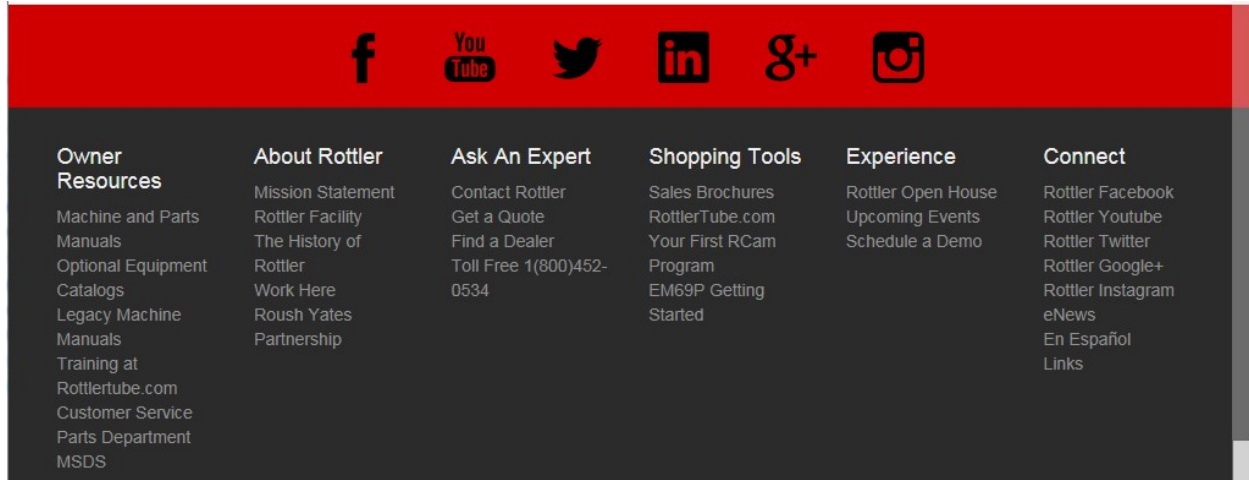 f
You
Tube
in
g+
Owner
Resources
Machine and Parts
Manuals
Optional Equipment
Catalogs
Legacy Machine
Manuals
Training at
Rottlertube.com
Customer Service
Parts Department
MSDS
About Rottler
Mission Statement
Rottler Facility
The History of
Rottler
Work Here
Roush Yates
Partnership
Ask An Expert
Contact Rottler
Get a Quote
Find a Dealer
Toll Free 1(800)452-
0534
Shopping Tools
Sales Brochures
RottlerTube.com
Your First RCam
Program
EM69P Getting
Started
Experience
Rottler Open House
Upcoming Events
Schedule a Demo
Connect
Rottler Facebook
Rottler Youtube
Rottler Twitter
Rottler Google+
Rottler Instagram
eNews
En Español
Links